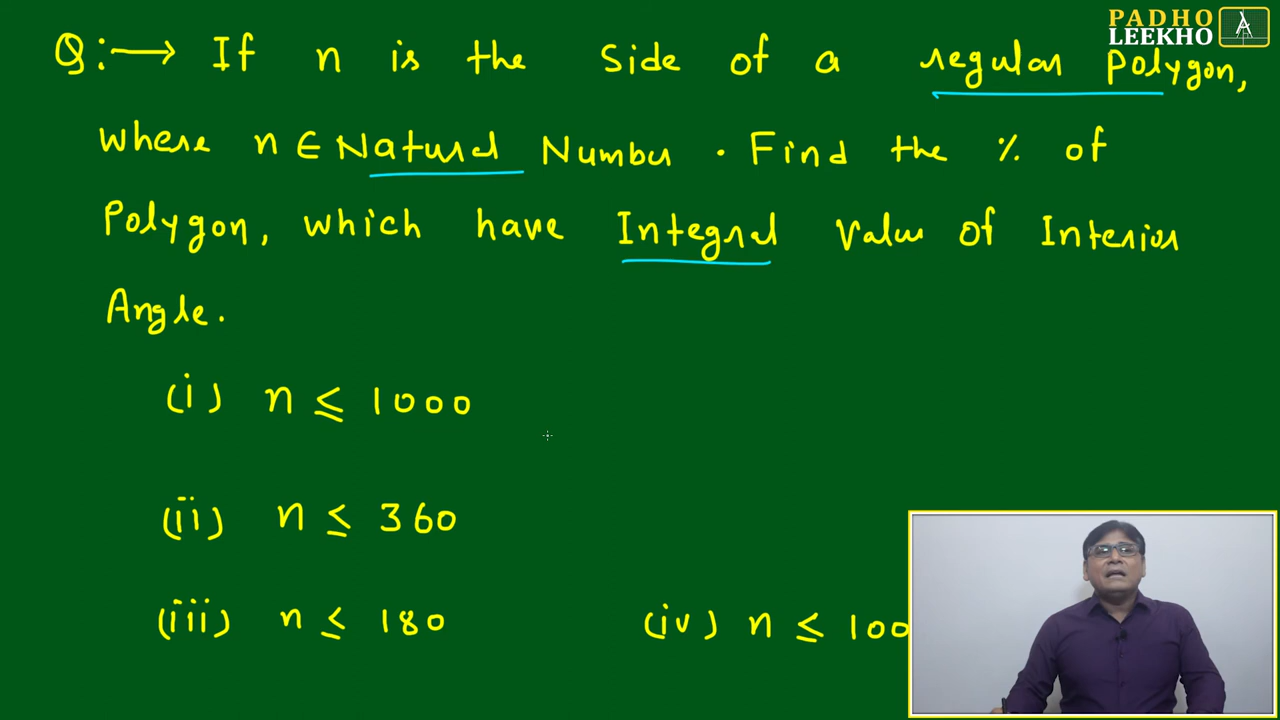 PADHO
LEEKHO
Q:→ If n is the side of a regular polygon,
where n ∈ Natural Number . Find the % of
Polygon, which have Integral value of Interior
Angle.
(i) n ≤ 1000
(ii) n ≤ 360
(iii) n ≤ 180 (iv) n ≤ 100